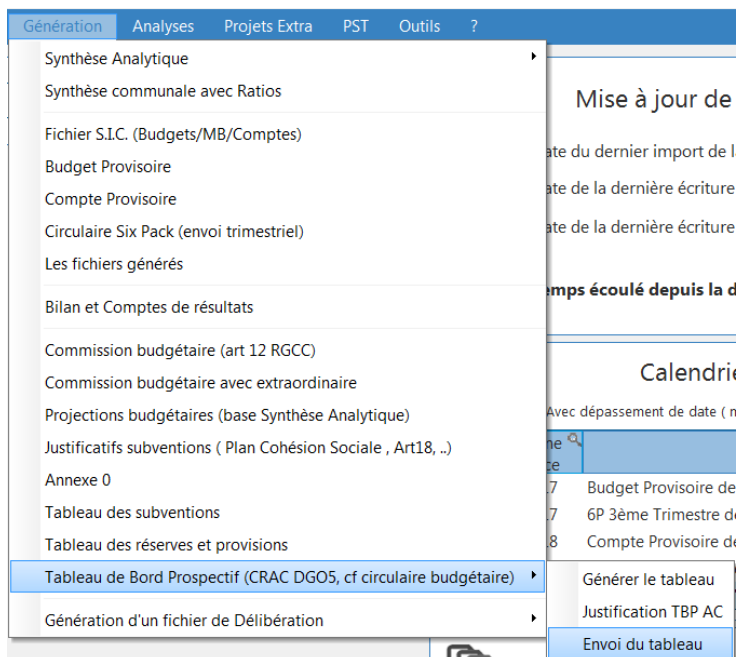 Génération Analyses Projets Extra PST Outils ?
Synthèse Analytique
Synthèse communale avec Ratios
Fichier S.I.C. (Budgets/MB/Comptes)
Budget Provisoire
Compte Provisoire
Circulaire Six Pack (envoi trimestriel)
Les fichiers générés
Bilan et Comptes de résultats
Commission budgétaire (art 12 RGCC)
Commission budgétaire avec extraordinaire
Projections budgétaires (base Synthèse Analytique)
Justificatifs subventions ( Plan Cohésion Sociale , Art18, ..)
Annexe 0
Tableau des subventions
Tableau des réserves et provisions
Tableau de Bord Prospectif (CRAC DGO5, cf circulaire budgétaire)
Génération d'un fichier de Délibération
Générer le tableau
Justification TBP AC
Envoi du tableau
Mise à jour de
ate du dernier import de l
ate de la dernière écriture
ate de la dernière écriture
emps écoulé depuis la d
Calendrie
Avec dépassement de date ( m
ne
ce
.7 Budget Provisoire de
.7 6P 3ème Trimestre d
.8 Compte Provisoire de